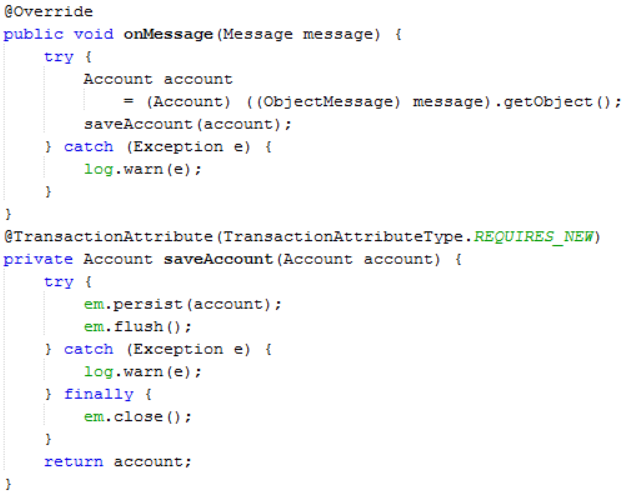 @Override
public void onMessage(Message message) {
    try {
        Account account
            = (Account) ((ObjectMessage) message).getObject();
        saveAccount(account);
    } catch (Exception e) {
        log.warn(e);
    }
}
@TransactionAttribute(TransactionAttributeType.REQUIRES_NEW)
private Account saveAccount(Account account) {
    try {
        em.persist(account);
        em.flush();
    } catch (Exception e) {
        log.warn(e);
    } finally {
        em.close();
    }
    return account;
}